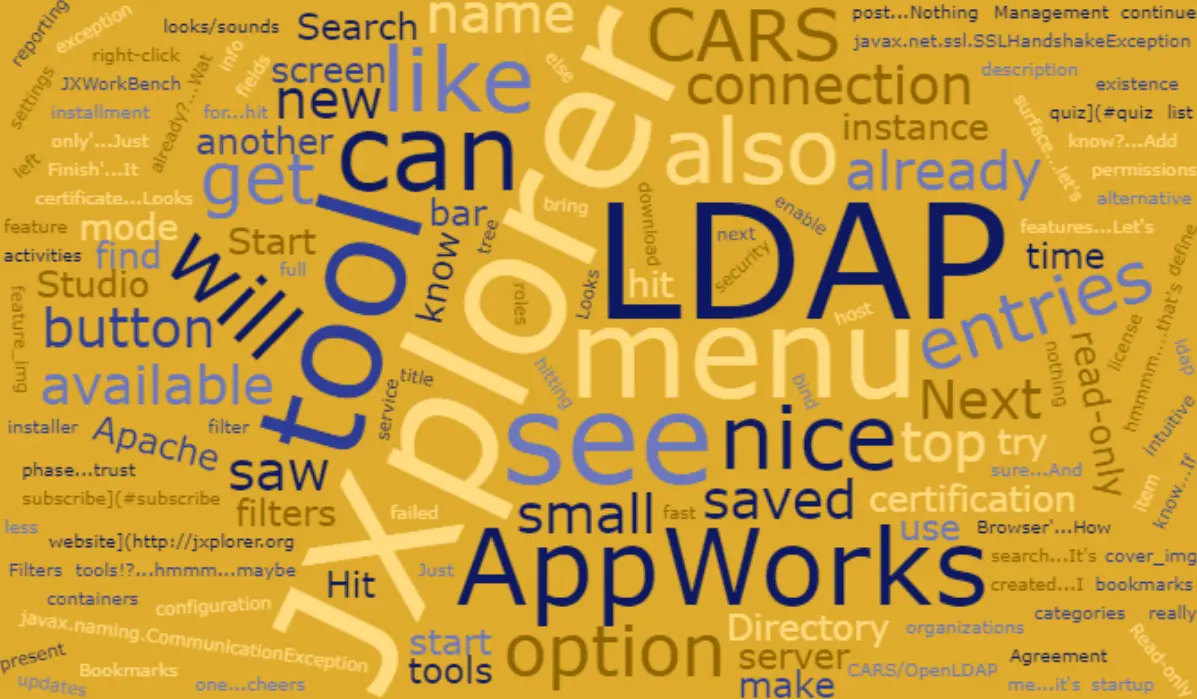 reporting
exception
looks/sounds
Search
name
CARS
post...Nothing
Management
continue
javax.net.ssl.SSLHandshakeException
right-click
info
fields
else
settings
JXWorkBench
already?...Wat
screen
like
connection
description
existence
installment
for...hit
new
surface...let's
quiz](#quiz
list
only'...Just
another
can
also
instance
know?...Add
left
Finish'...It
get
already
permissions
certificate...Looks
bar
bring
download
enable
alternative
feature
mode
Start
tool
know
tree
JXplorer
LDAP
next
security
features...Let's
activities
find
full
will
time
hmmmm....that's
define
Studio
Looks
hit
entries
feature_img
button
roles
menu
host
license
ldap
available
title
service
hitting
bind
Next
nothing
read-only
Intuitive
installer
Apache
filter
see
nice
top
try
phase...trust
saw
sure...And
know...If
item
subscribe](#subscribe
filters
failed
small
fast
saved
certification
less
website](http://jxplorer.org
use
Browser'...How
Filters
tools!?...hmmm...maybe
Hit
Just
AppWorks
search...It's
cover_img
created...I
bookmarks
containers
configuration
categories
really
javax.naming.CommunicationException
start
option
Directory
organizations
Read-only
present
Bookmarks
tools
server
CARS/OpenLDAP
Agreement
updates
one...cheers
make
me...it's
startup